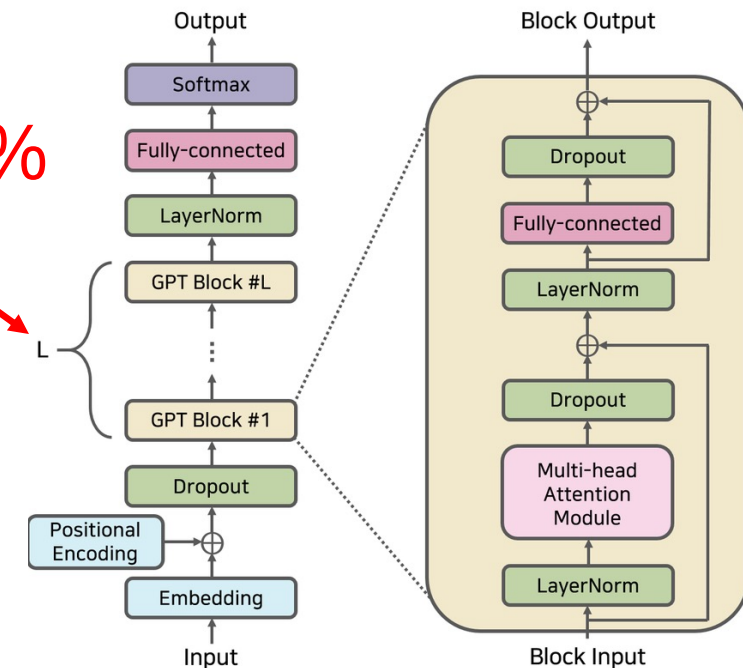 Output
Softmax
Fully-connected
LayerNorm
GPT Block #L
...
GPT Block #1
Dropout
Positional
Encoding
Embedding
Input
%
L
Block Output
Dropout
Fully-connected
LayerNorm
Dropout
Multi-head
Attention
Module
LayerNorm
Block Input